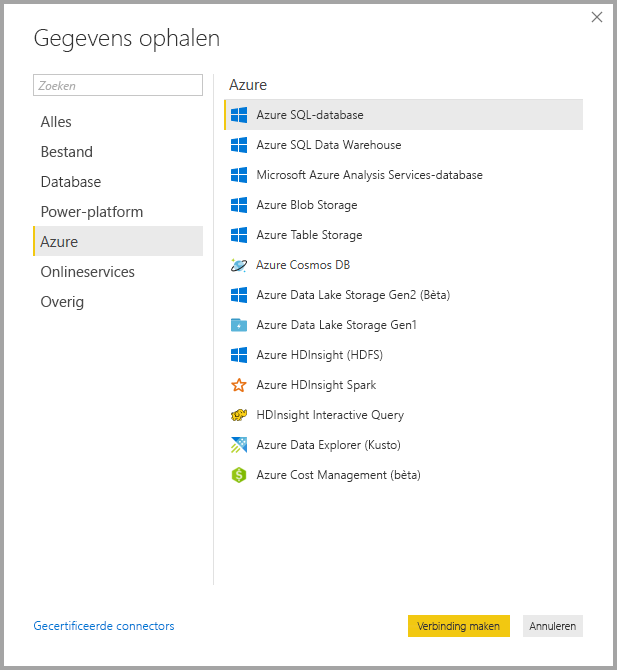 Gegevens ophalen
Zoeken
Alles
Bestand
Database
Power-platform
Azure
Onlineservices
Overig
Azure
Azure SQL-database
Azure SQL Data Warehouse
Microsoft Azure Analysis Services-database
Azure Blob Storage
Azure Table Storage
Azure Cosmos DB
Azure Data Lake Storage Gen2 (Bèta)
Azure Data Lake Storage Gen1
Azure HDInsight (HDFS)
Azure HDInsight Spark
HDInsight Interactive Query
Azure Data Explorer (Kusto)
Azure Cost Management (bèta)
Gecertificeerde connectors
Verbinding maken
Annuleren